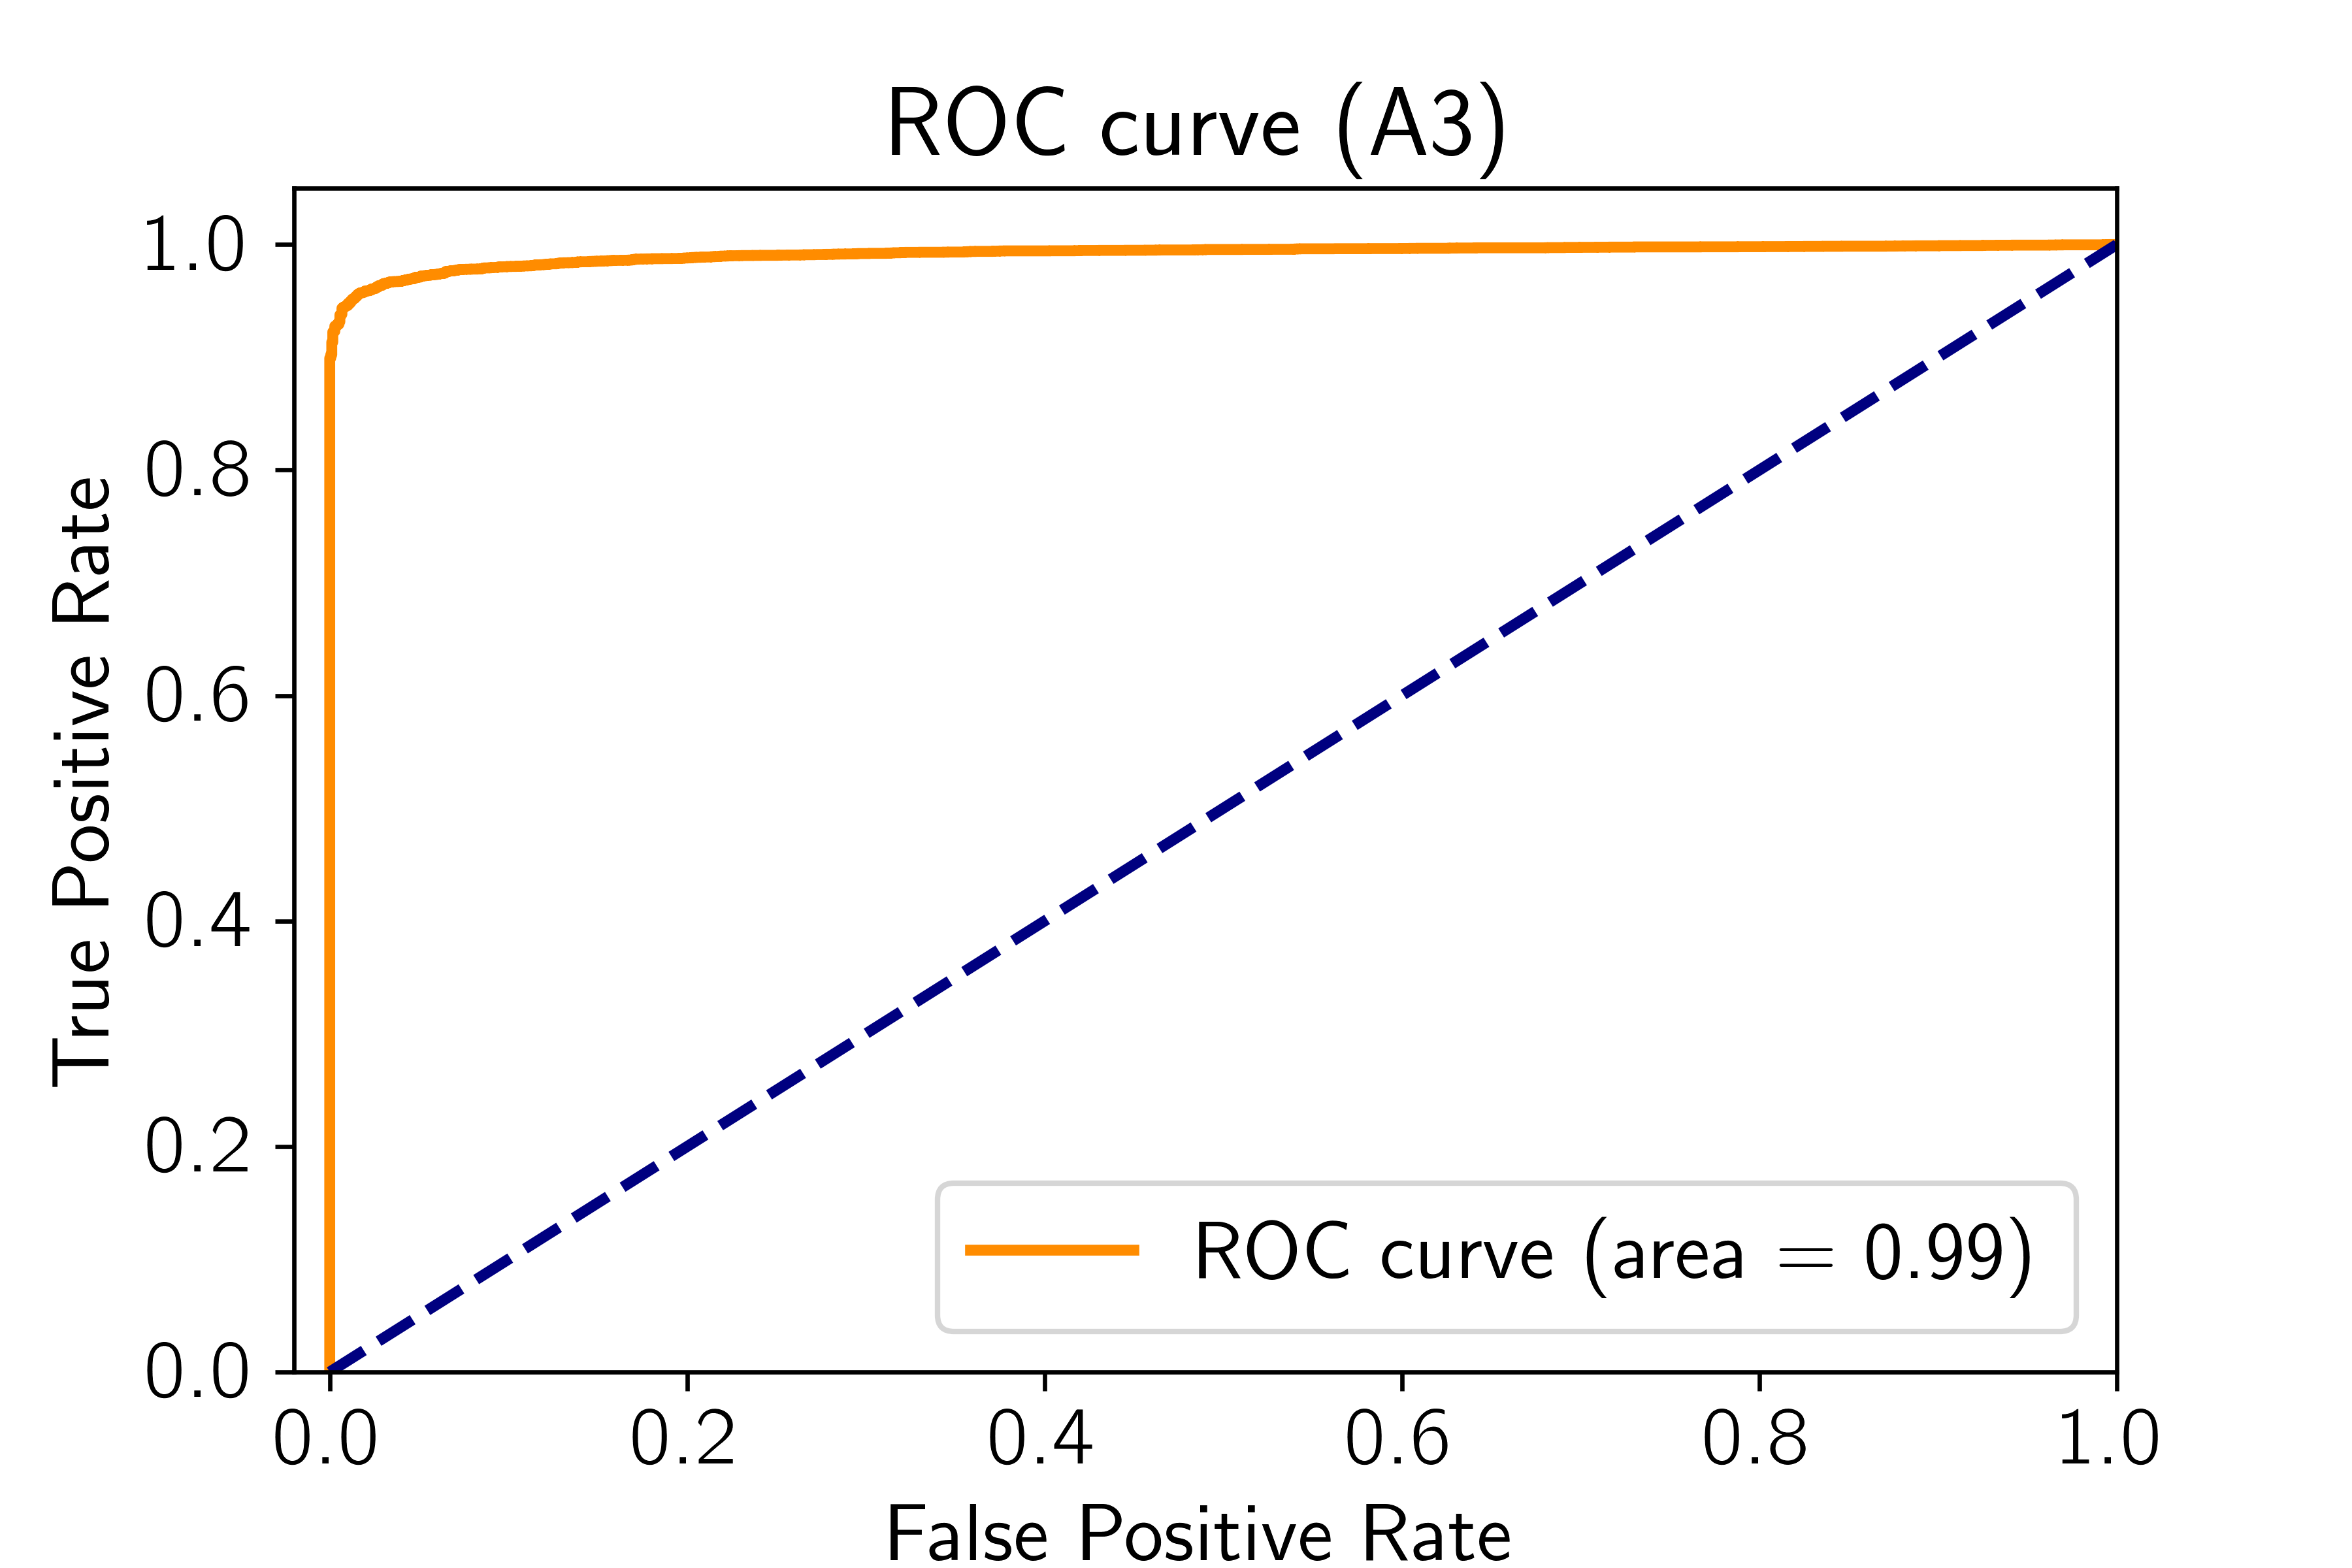 ROC curve (A3)
1.0
0.8
0.6
0.4
0.2
0.0
True Positive Rate
ROC curve (area = 0.99)
0.0 0.2 0.4 0.6 0.8 1.0
False Positive Rate